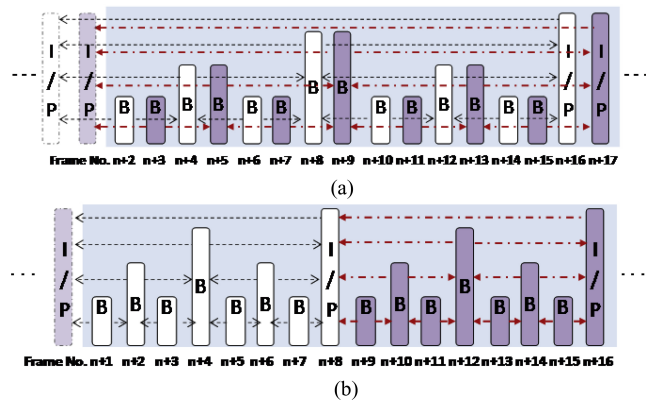 I / P I / P B B B B B B B B B B B B B B I / P I / P
Frame No. n+2 n+3 n+4 n+5 n+6 n+7 n+8 n+9 n+10 n+11 n+12 n+13 n+14 n+15 n+16 n+17
(a)
I / P B B B B B B B I / P B B B B B B B I / P
Frame No. n+1 n+2 n+3 n+4 n+5 n+6 n+7 n+8 n+9 n+10 n+11 n+12 n+13 n+14 n+15 n+16
(b)